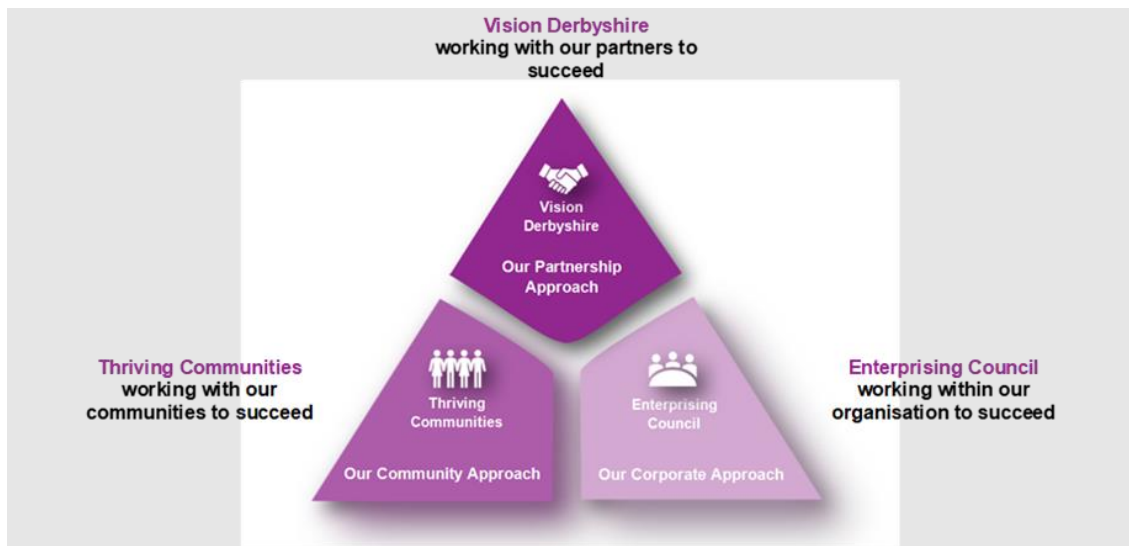 Vision Derbyshire
working with our partners to
succeed
Vision
Derbyshire
Our Partnership
Approach
Thriving Communities
working with our
communities to succeed
Thriving
Communities
Our Community Approach
Enterprising
Council
Our Corporate Approach
Enterprising Council
working within our
organisation to succeed